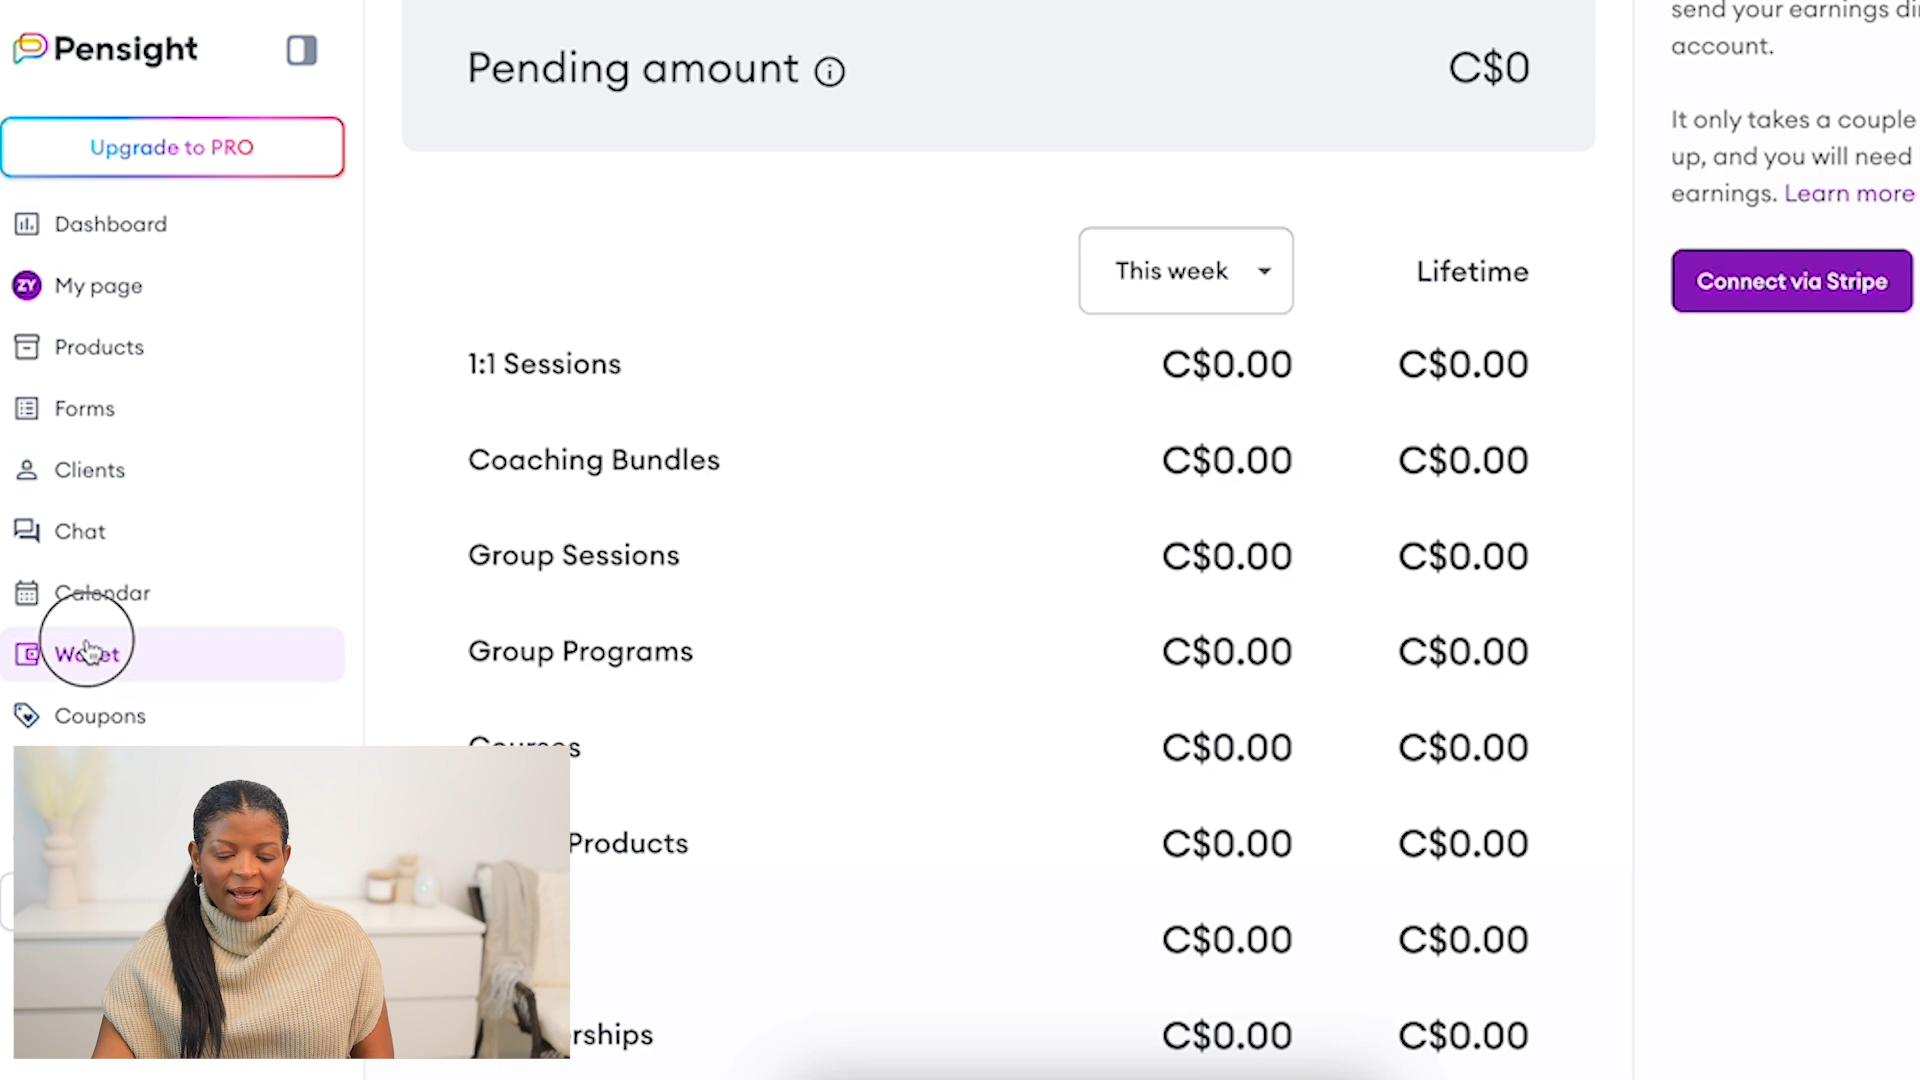 Pensight
Upgrade to PRO
Dashboard
My page
ZY
Products
Forms
Clients
Chat
Calendar
Wallet
Coupons
Pending amount
C$0
This week
Lifetime
1:1 Sessions C$0.00 C$0.00
Coaching Bundles C$0.00 C$0.00
Group Sessions C$0.00 C$0.00
Group Programs C$0.00 C$0.00
Courses C$0.00 C$0.00
Products C$0.00 C$0.00
C$0.00 C$0.00
rships C$0.00 C$0.00
send your earnings
account.
It only takes a couple
up, and you will need
earnings. Learn more
Connect via Stripe